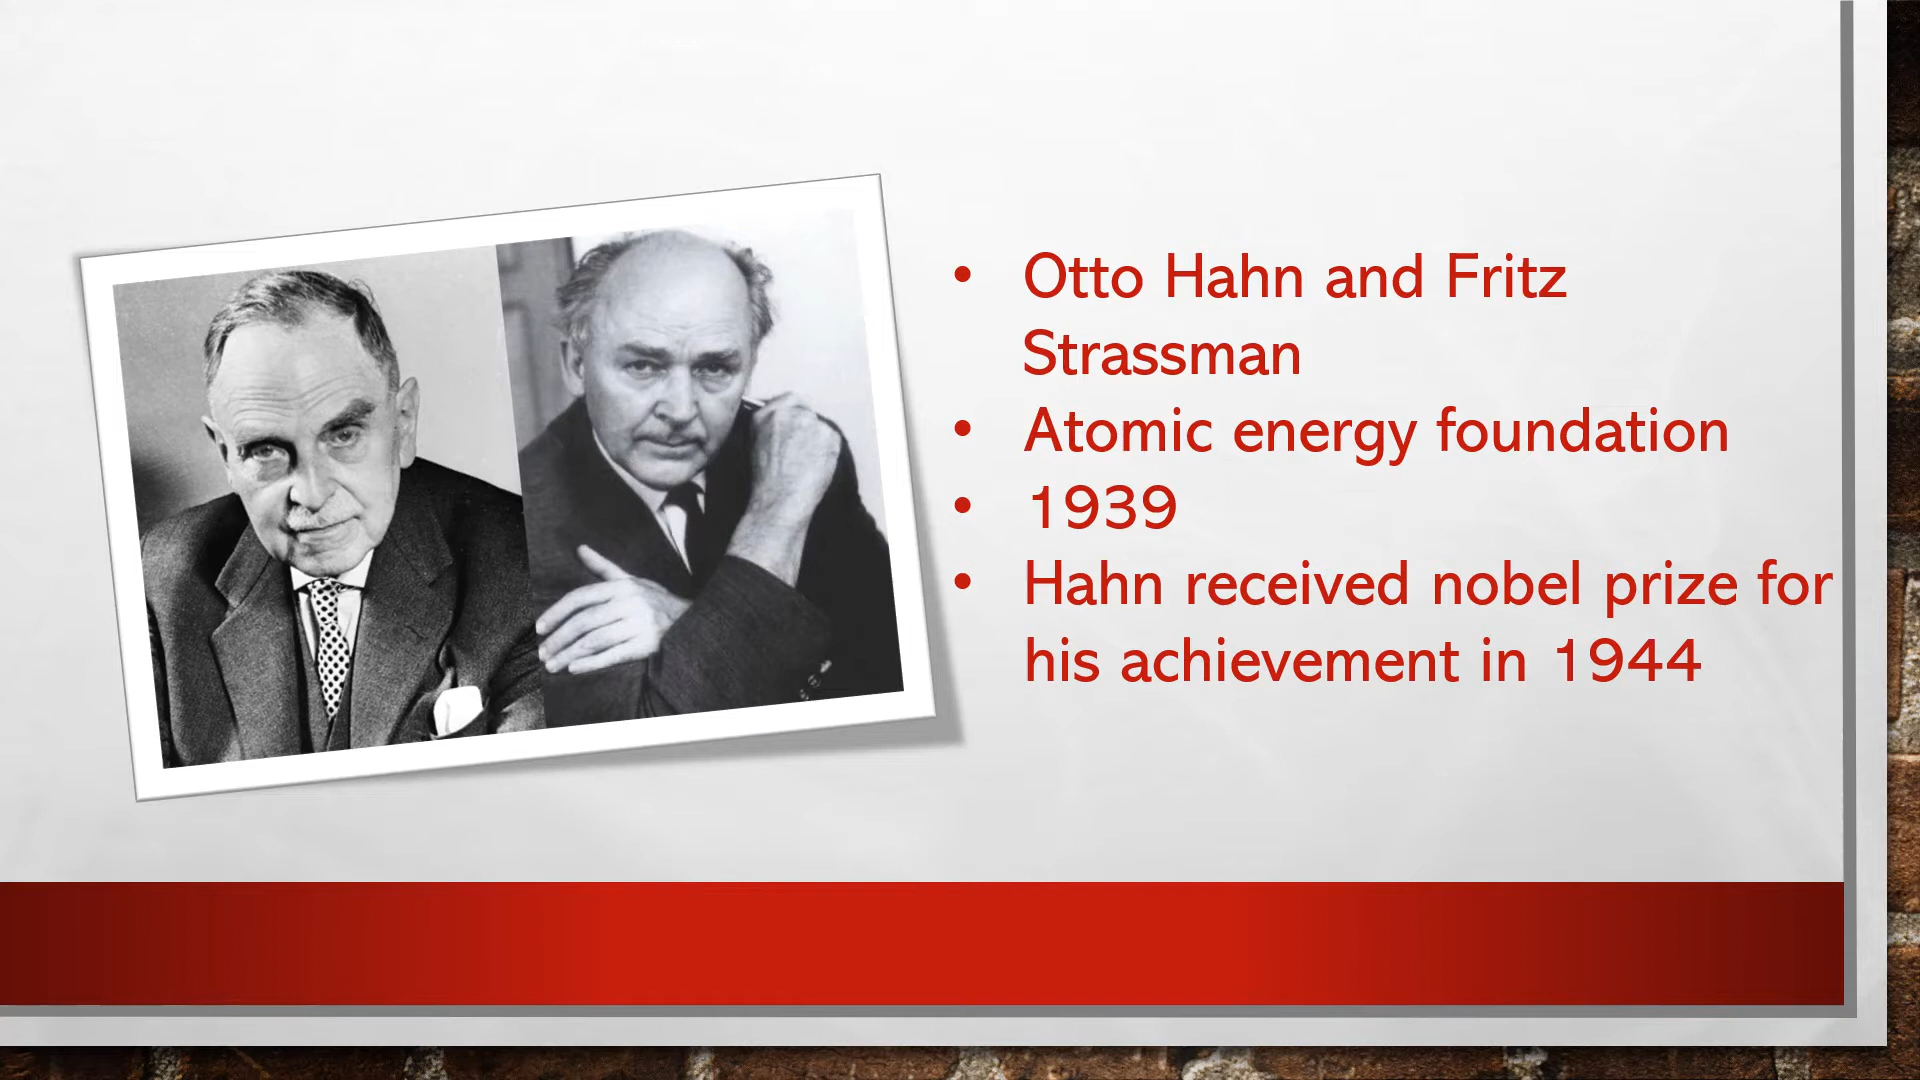 • Otto Hahn and Fritz
Strassman
• Atomic energy foundation
• 1939
• Hahn received nobel prize for
his achievement in 1944